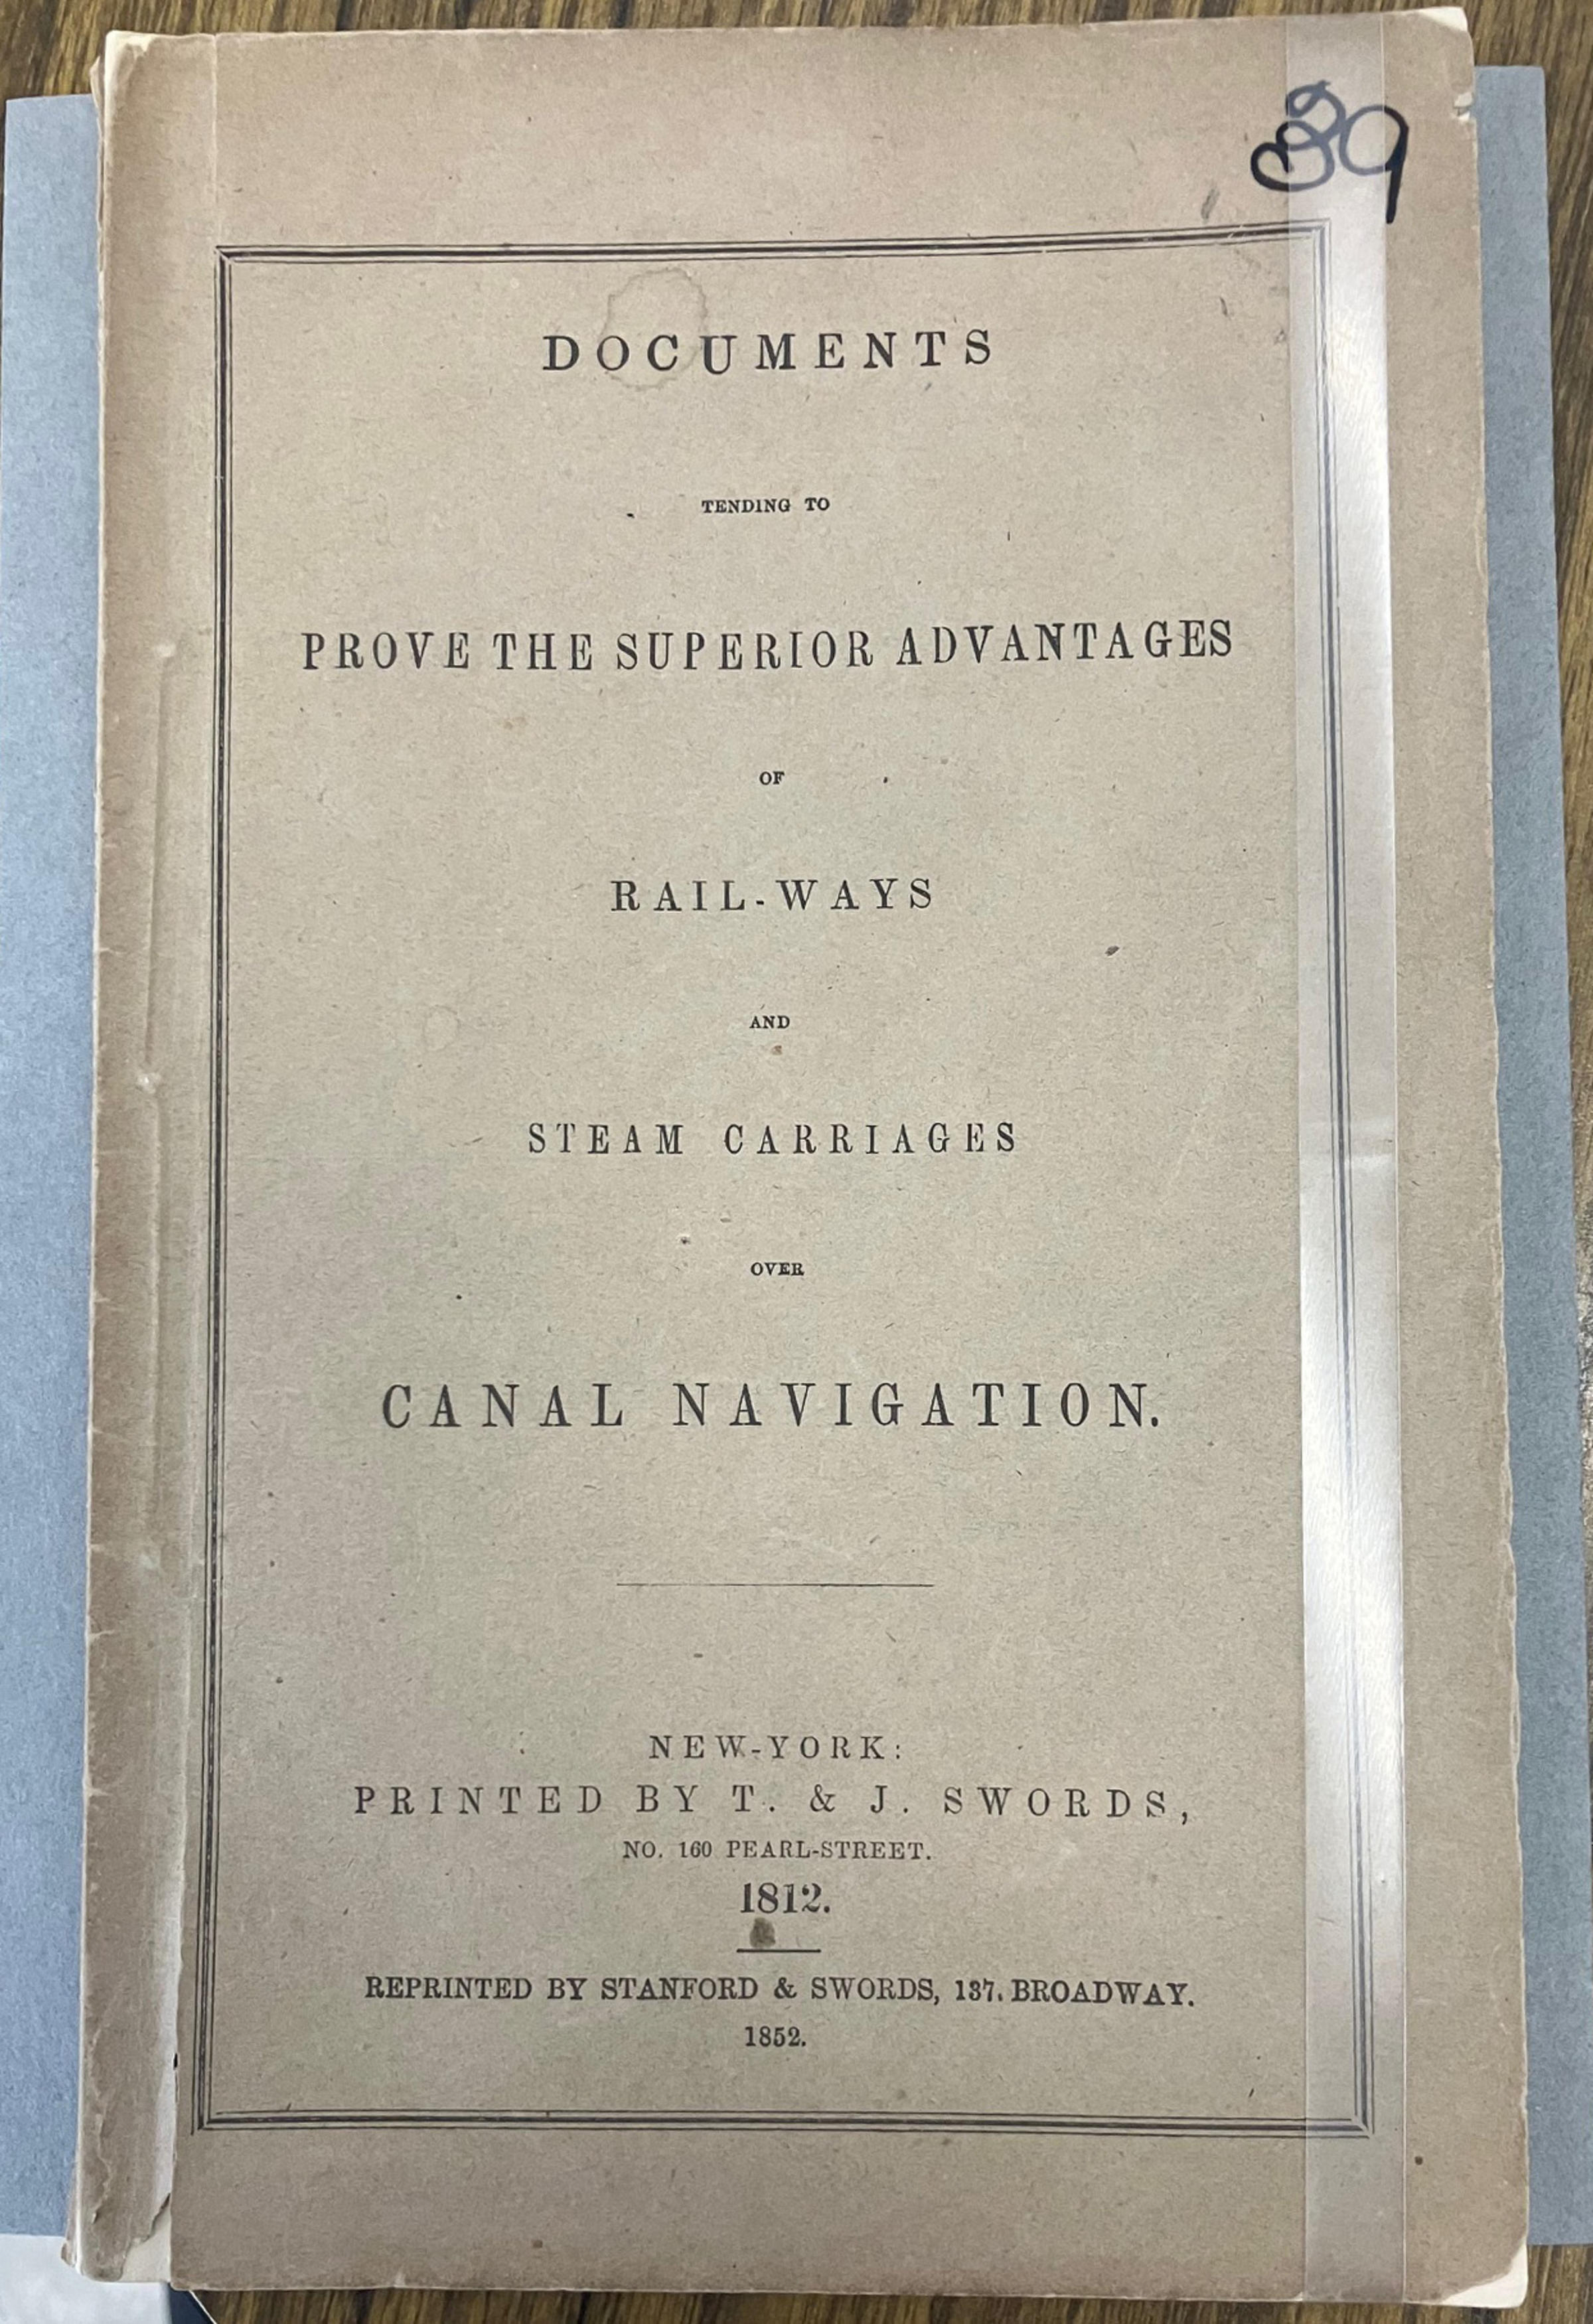 39
DOCUMENTS
TENDING TO
PROVE THE SUPERIOR ADVANTAGES
OF
RAIL-WAYS
AND
STEAM CARRIAGES
OVER
CANAL NAVIGATION.
NEW-YORK:
PRINTED BY T. & J. SWORDS,
NO. 160 PEARL-STREET.
1812.
REPRINTED BY STANFORD & SWORDS, 137. BROADWAY.
1852.